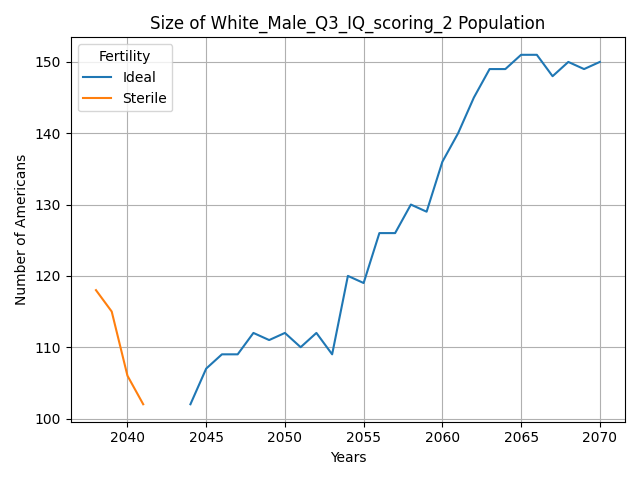 Size of White_Male_Q3_IQ_scoring_2 Population
Fertility
Ideal
Sterile
Number of Americans
150
140
130
120
110
100
2040 2045 2050 2055 2060 2065 2070
Years